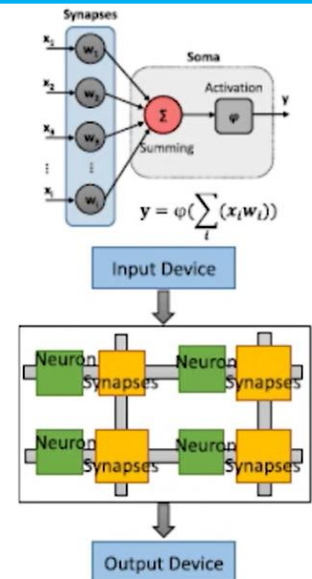 Synapses
x1 w1
Soma
x2 w2
Activation
y
Σ
φ
x3 w3
Summing
⋮ ⋮
xi wi
y = φ(∑i(xiwi))
Input Device
Neuron Neuron
Synapses Synapses
Neuron Neuron
Synapses Synapses
Output Device